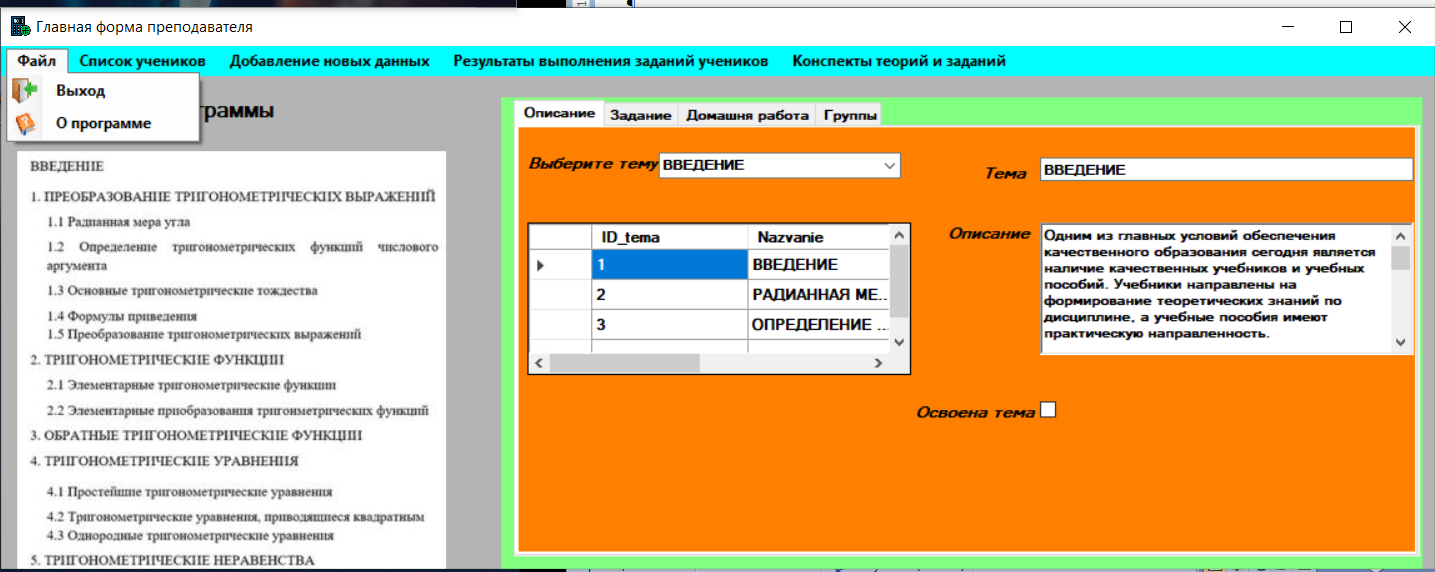 Главная форма преподавателя
Файл Список учеников Добавление новых данных Результаты выполнения заданий учеников Конспекты теорий и заданий
Выход
О программе
граммы
ВВЕДЕНИЕ
1. ПРЕОБРАЗОВАНИЕ ТРИГОНОМЕТРИЧЕСКИХ ВЫРАЖЕНИЙ
1.1 Радианная мера угла
1.2 Определение тригонометрических функций числового
аргумента
1.3 Основные тригонометрические тождества
1.4 Формулы приведения
1.5 Преобразование тригонометрических выражений
2. ТРИГОНОМЕТРИЧЕСКИЕ ФУНКЦИИ
2.1 Элементарные тригонометрические функции
2.2 Элементарные приобразования тригонметрических функций
3. ОБРАТНЫЕ ТРИГОНОМЕТРИЧЕСКИЕ ФУНКЦИИ
4. ТРИГОНОМЕТРИЧЕСКИЕ УРАВНЕНИЯ
4.1 Простейшие тригонометрические уравнения
4.2 Тригонометрические уравнения, приводящиеся квадратным
4.3 Однородные тригонометрические уравнения
5. ТРИГОНОМЕТРИЧЕСКИЕ НЕРАВЕНСТВА
Описание Задание Домашня работа Группы
Выберите тему ВВЕДЕНИЕ
Тема ВВЕДЕНИЕ
ID_tema Nazvanie
1 ВВЕДЕНИЕ
2 РАДИАННАЯ МЕ...
3 ОПРЕДЕЛЕНИЕ ...
Описание
Одним из главных условий обеспечения
качественного образования сегодня является
наличие качественных учебников и учебных
пособий. Учебники направлены на
формирование теоретических знаний по
дисциплине, а учебные пособия имеют
практическую направленность.
Освоена тема